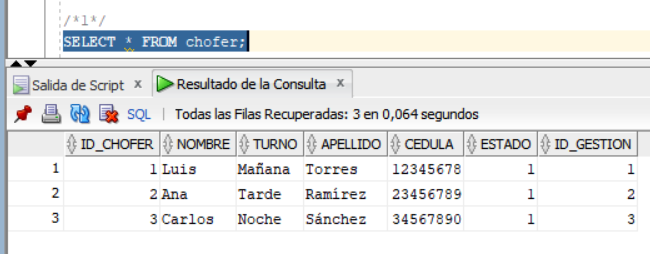 /*1*/
SELECT * FROM chofer;
Salida de Script x Resultado de la Consulta x
SQL | Todas las Filas Recuperadas: 3 en 0,064 segundos
ID_CHOFER NOMBRE TURNO APELLIDO CEDULA ESTADO ID_GESTION
1 1 Luis Mañana Torres 12345678 1 1
2 2 Ana Tarde Ramírez 23456789 1 2
3 3 Carlos Noche Sánchez 34567890 1 3